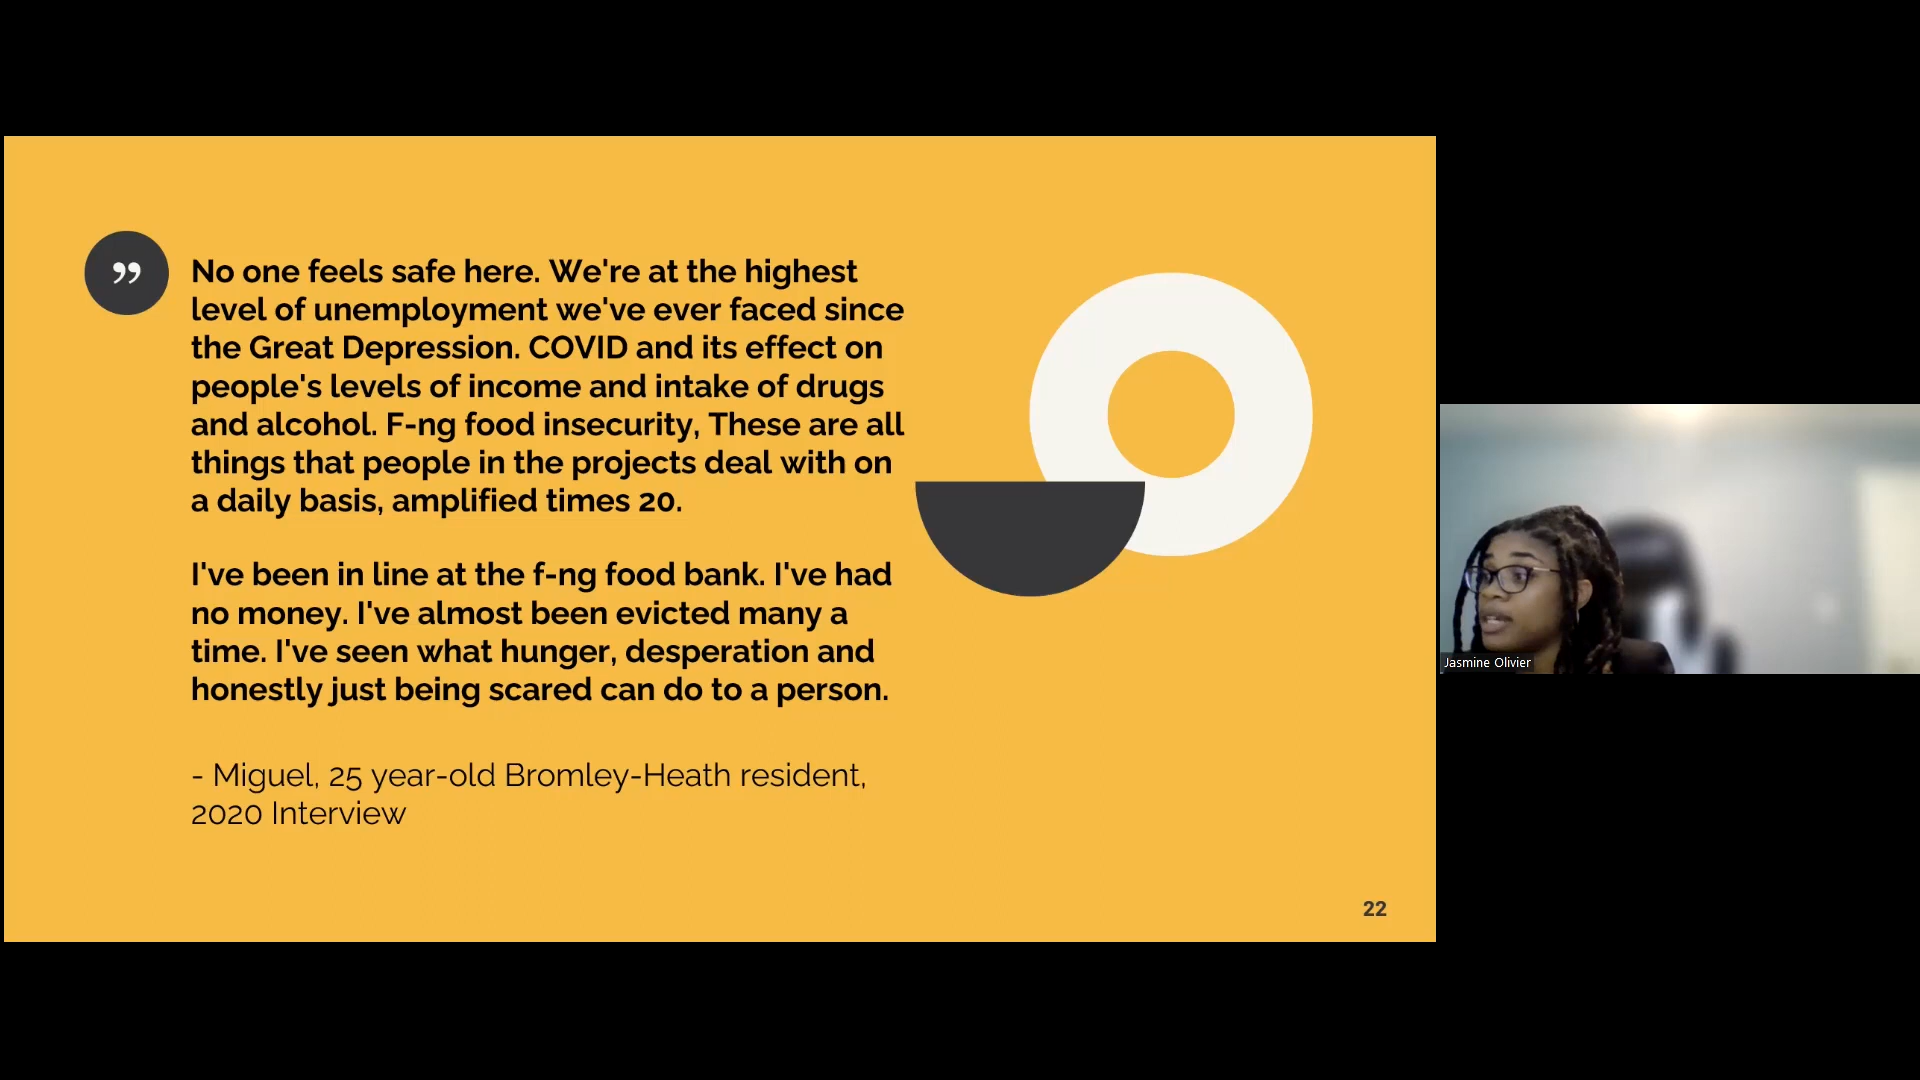 ”
No one feels safe here. We're at the highest
level of unemployment we've ever faced since
the Great Depression. COVID and its effect on
people's levels of income and intake of drugs
and alcohol. F-ng food insecurity, These are all
things that people in the projects deal with on
a daily basis, amplified times 20.
I've been in line at the f-ng food bank. I've had
no money. I've almost been evicted many a
time. I've seen what hunger, desperation and
honestly just being scared can do to a person.
- Miguel, 25 year-old Bromley-Heath resident,
2020 Interview
22
Jasmine Olivier